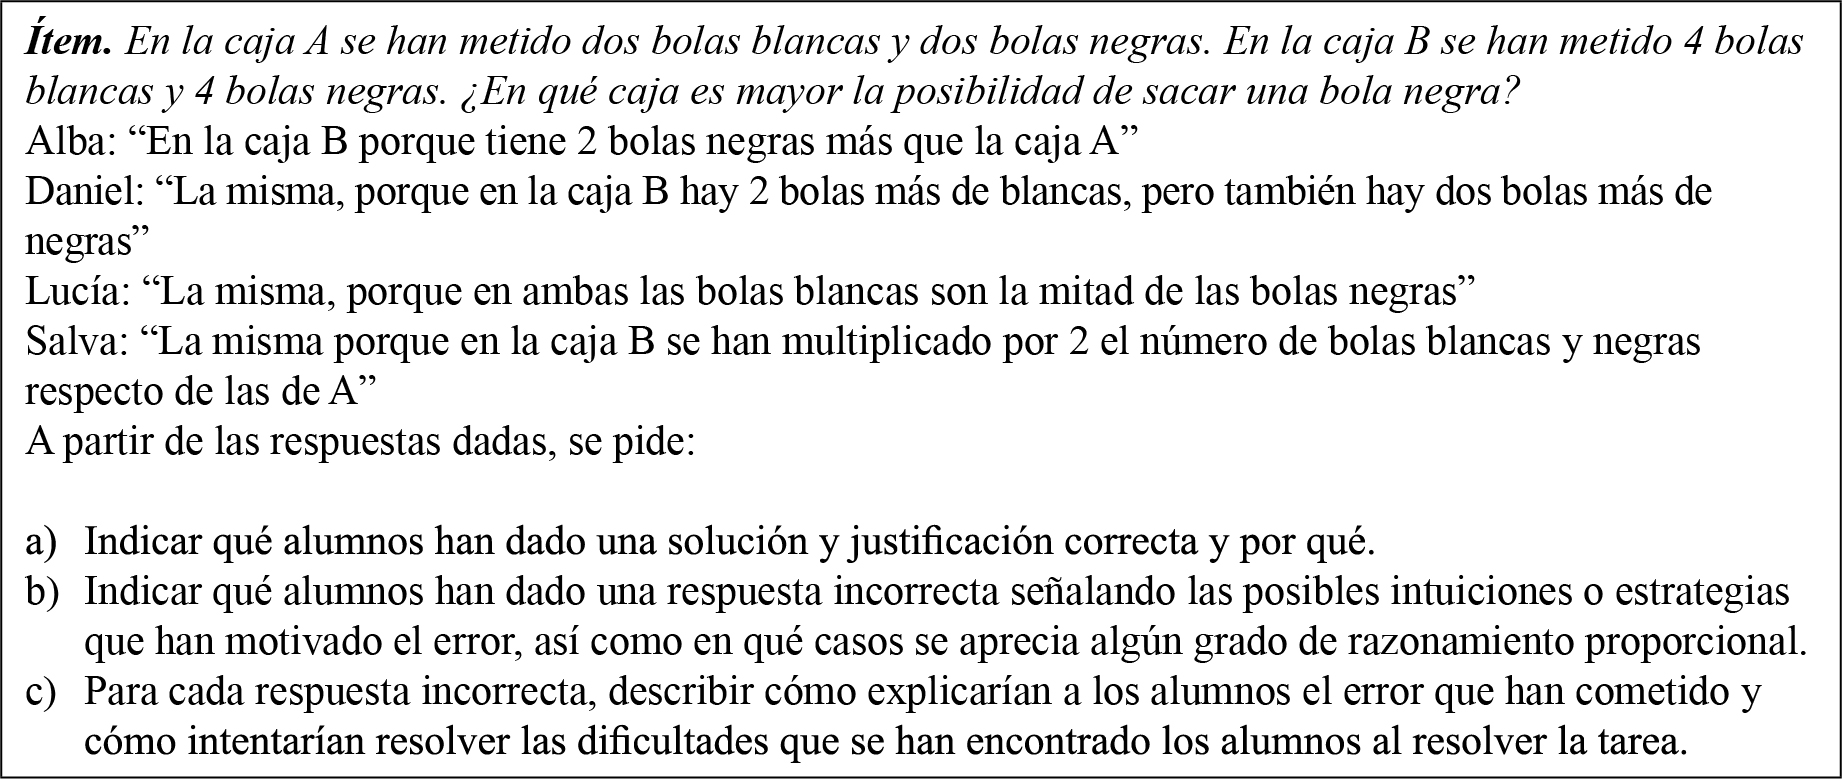 Ítem. En la caja A se han metido dos bolas blancas y dos bolas negras. En la caja B se han metido 4 bolas
blancas y 4 bolas negras. ¿En qué caja es mayor la posibilidad de sacar una bola negra?
Alba: “En la caja B porque tiene 2 bolas negras más que la caja A”
Daniel: “La misma, porque en la caja B hay 2 bolas más de blancas, pero también hay dos bolas más de
negras”
Lucía: “La misma, porque en ambas las bolas blancas son la mitad de las bolas negras”
Salva: “La misma porque en la caja B se han multiplicado por 2 el número de bolas blancas y negras
respecto de las de A”
A partir de las respuestas dadas, se pide:
a) Indicar qué alumnos han dado una solución y justificación correcta y por qué.
b) Indicar qué alumnos han dado una respuesta incorrecta señalando las posibles intuiciones o estrategias
que han motivado el error, así como en qué casos se aprecia algún grado de razonamiento proporcional.
c) Para cada respuesta incorrecta, describir cómo explicarían a los alumnos el error que han cometido y
cómo intentarían resolver las dificultades que se han encontrado los alumnos al resolver la tarea.